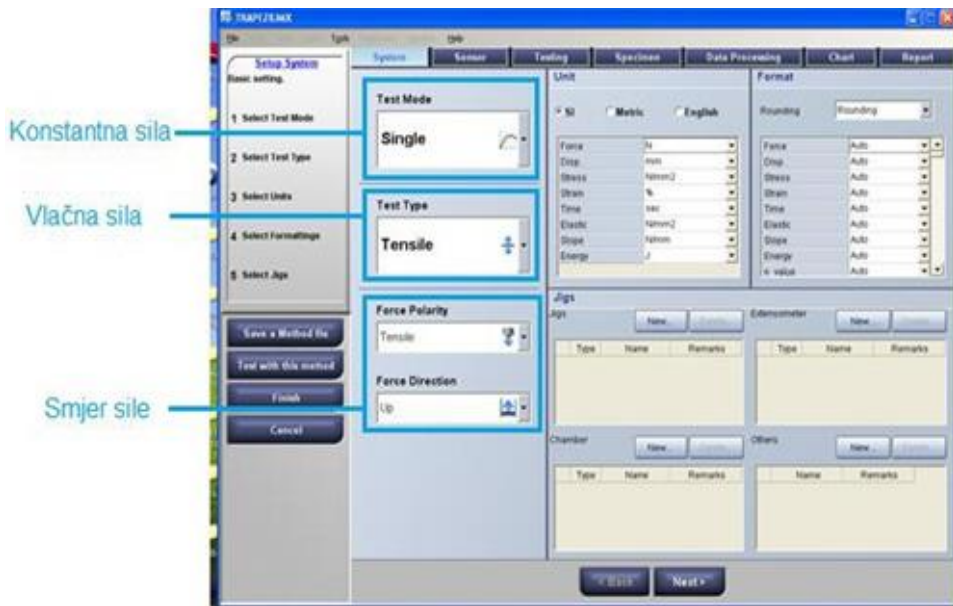 TRAPEZIUMX
File
Tools
Help
Setup System
Basic setting.
1 Select Test Mode
2 Select Test Type
3 Select Units
4 Select Formattings
5 Select Jigs
Save a Method file
Test with this method
Finish
Cancel
Konstantna sila
Vlačna sila
Smjer sile
System Sensor Testing Specimen Data Processing Chart Report
Test Mode
Single
Test Type
Tensile
Force Polarity
Tensile
Force Direction
Up
Unit
SI Metric English
Force N
Disp. mm
Stress N/mm2
Strain %
Time sec
Elastic N/mm2
Slope N/mm
Energy J
Format
Rounding Rounding
Force Auto
Disp. Auto
Stress Auto
Strain Auto
Time Auto
Elastic Auto
Slope Auto
Energy Auto
n value Auto
Jigs
Jigs New...
Type Name Remarks
Extensometer New...
Type Name Remarks
Chamber New...
Type Name Remarks
Others New...
Name Remarks
< Back Next >